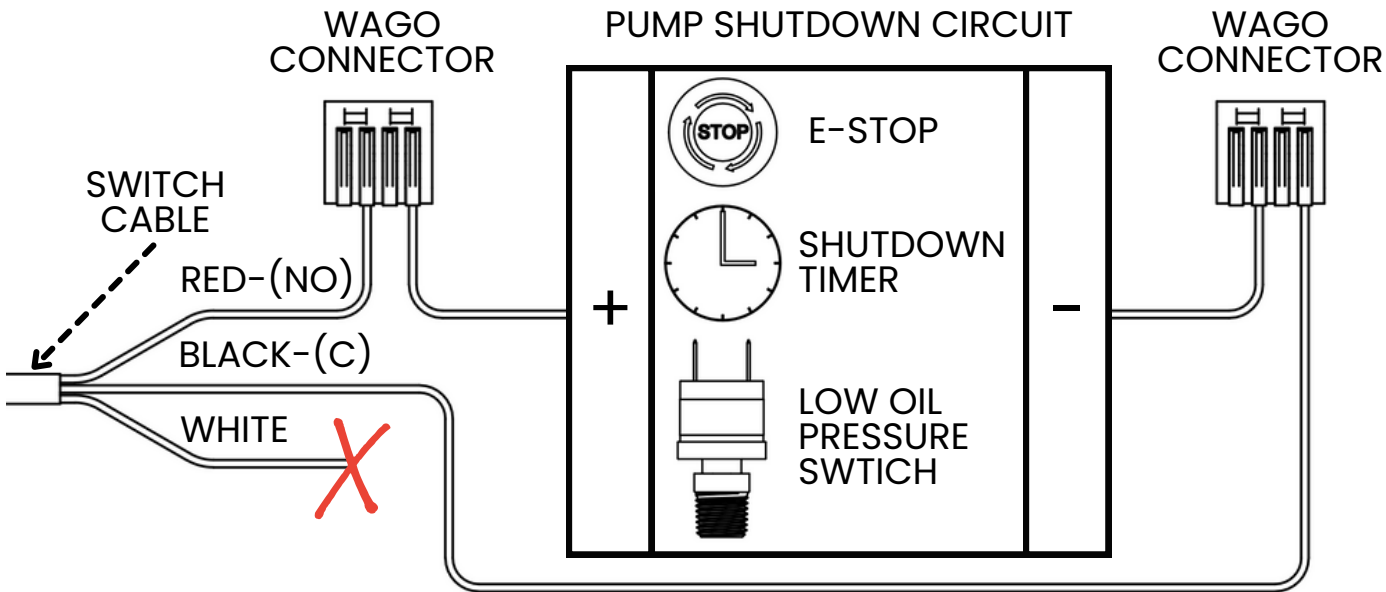 WAGO
CONNECTOR
PUMP SHUTDOWN CIRCUIT
WAGO
CONNECTOR
STOP
E-STOP
SWITCH
CABLE
SHUTDOWN
TIMER
RED-(NO)
+
-
BLACK-(C)
WHITE
LOW OIL
PRESSURE
SWTICH